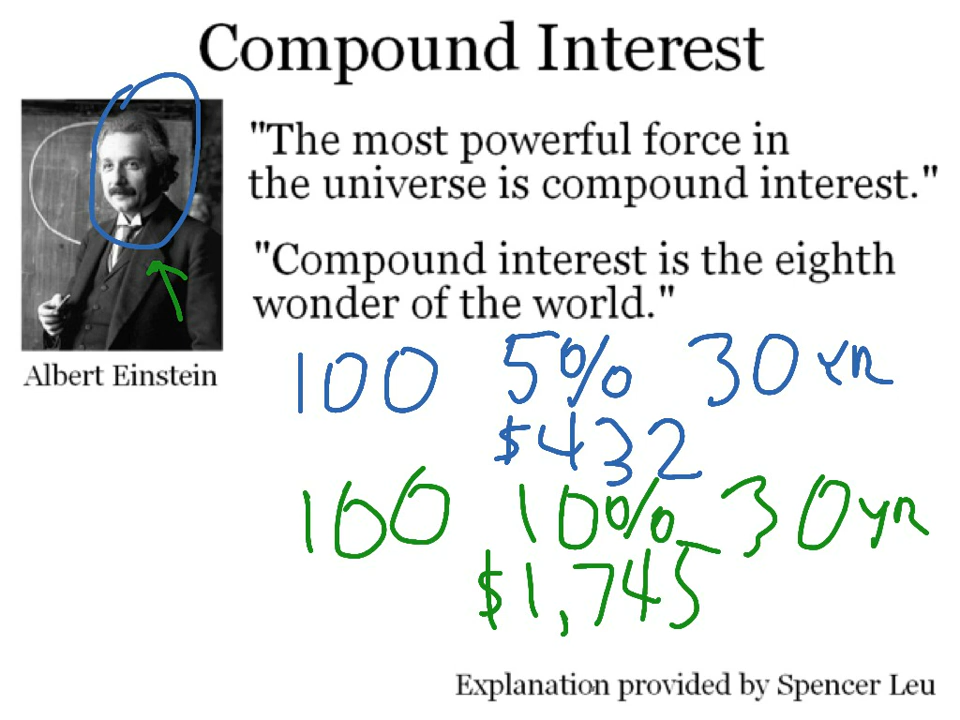 Compound Interest
"The most powerful force in
the universe is compound interest."
"Compound interest is the eighth
wonder of the world."
Albert Einstein
100 5% 30 yr
$432
100 10% 30 yr
$1,745
Explanation provided by Spencer Leu